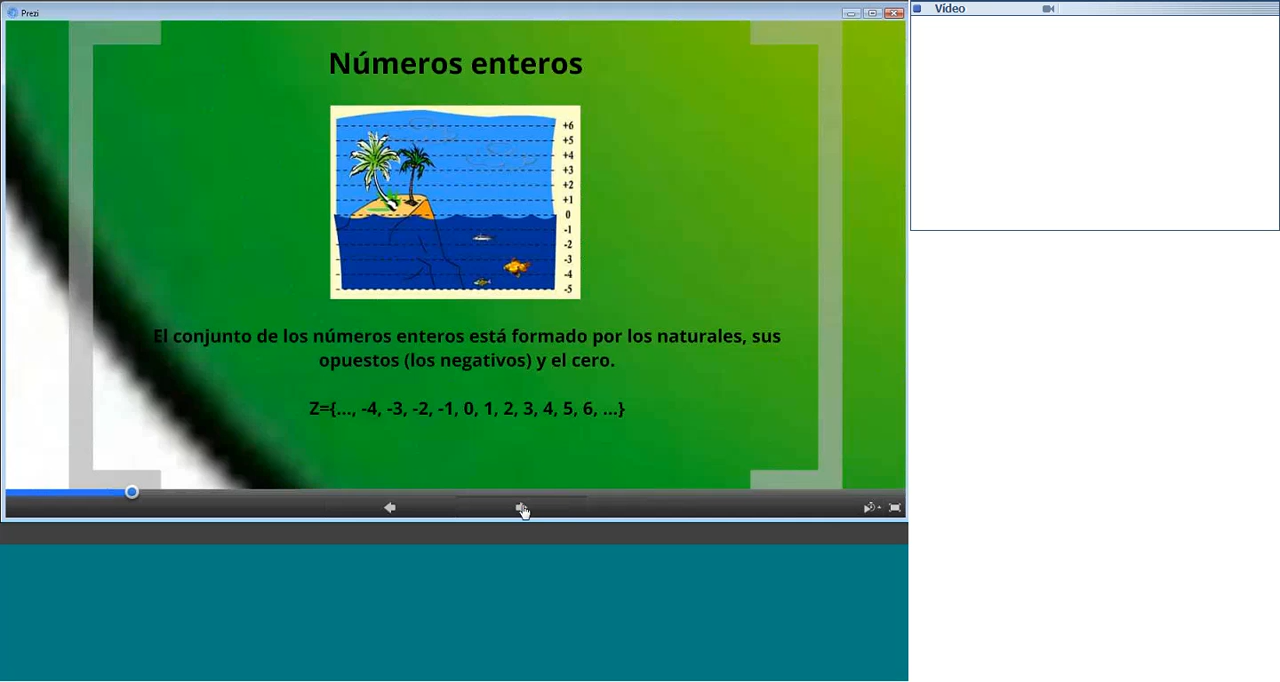 Prezi
Vídeo
Números enteros
+6
+5
+4
+3
+2
+1
0
-1
-2
-3
-4
-5
El conjunto de los números enteros está formado por los naturales, sus
opuestos (los negativos) y el cero.
Z={..., -4, -3, -2, -1, 0, 1, 2, 3, 4, 5, 6, ...}